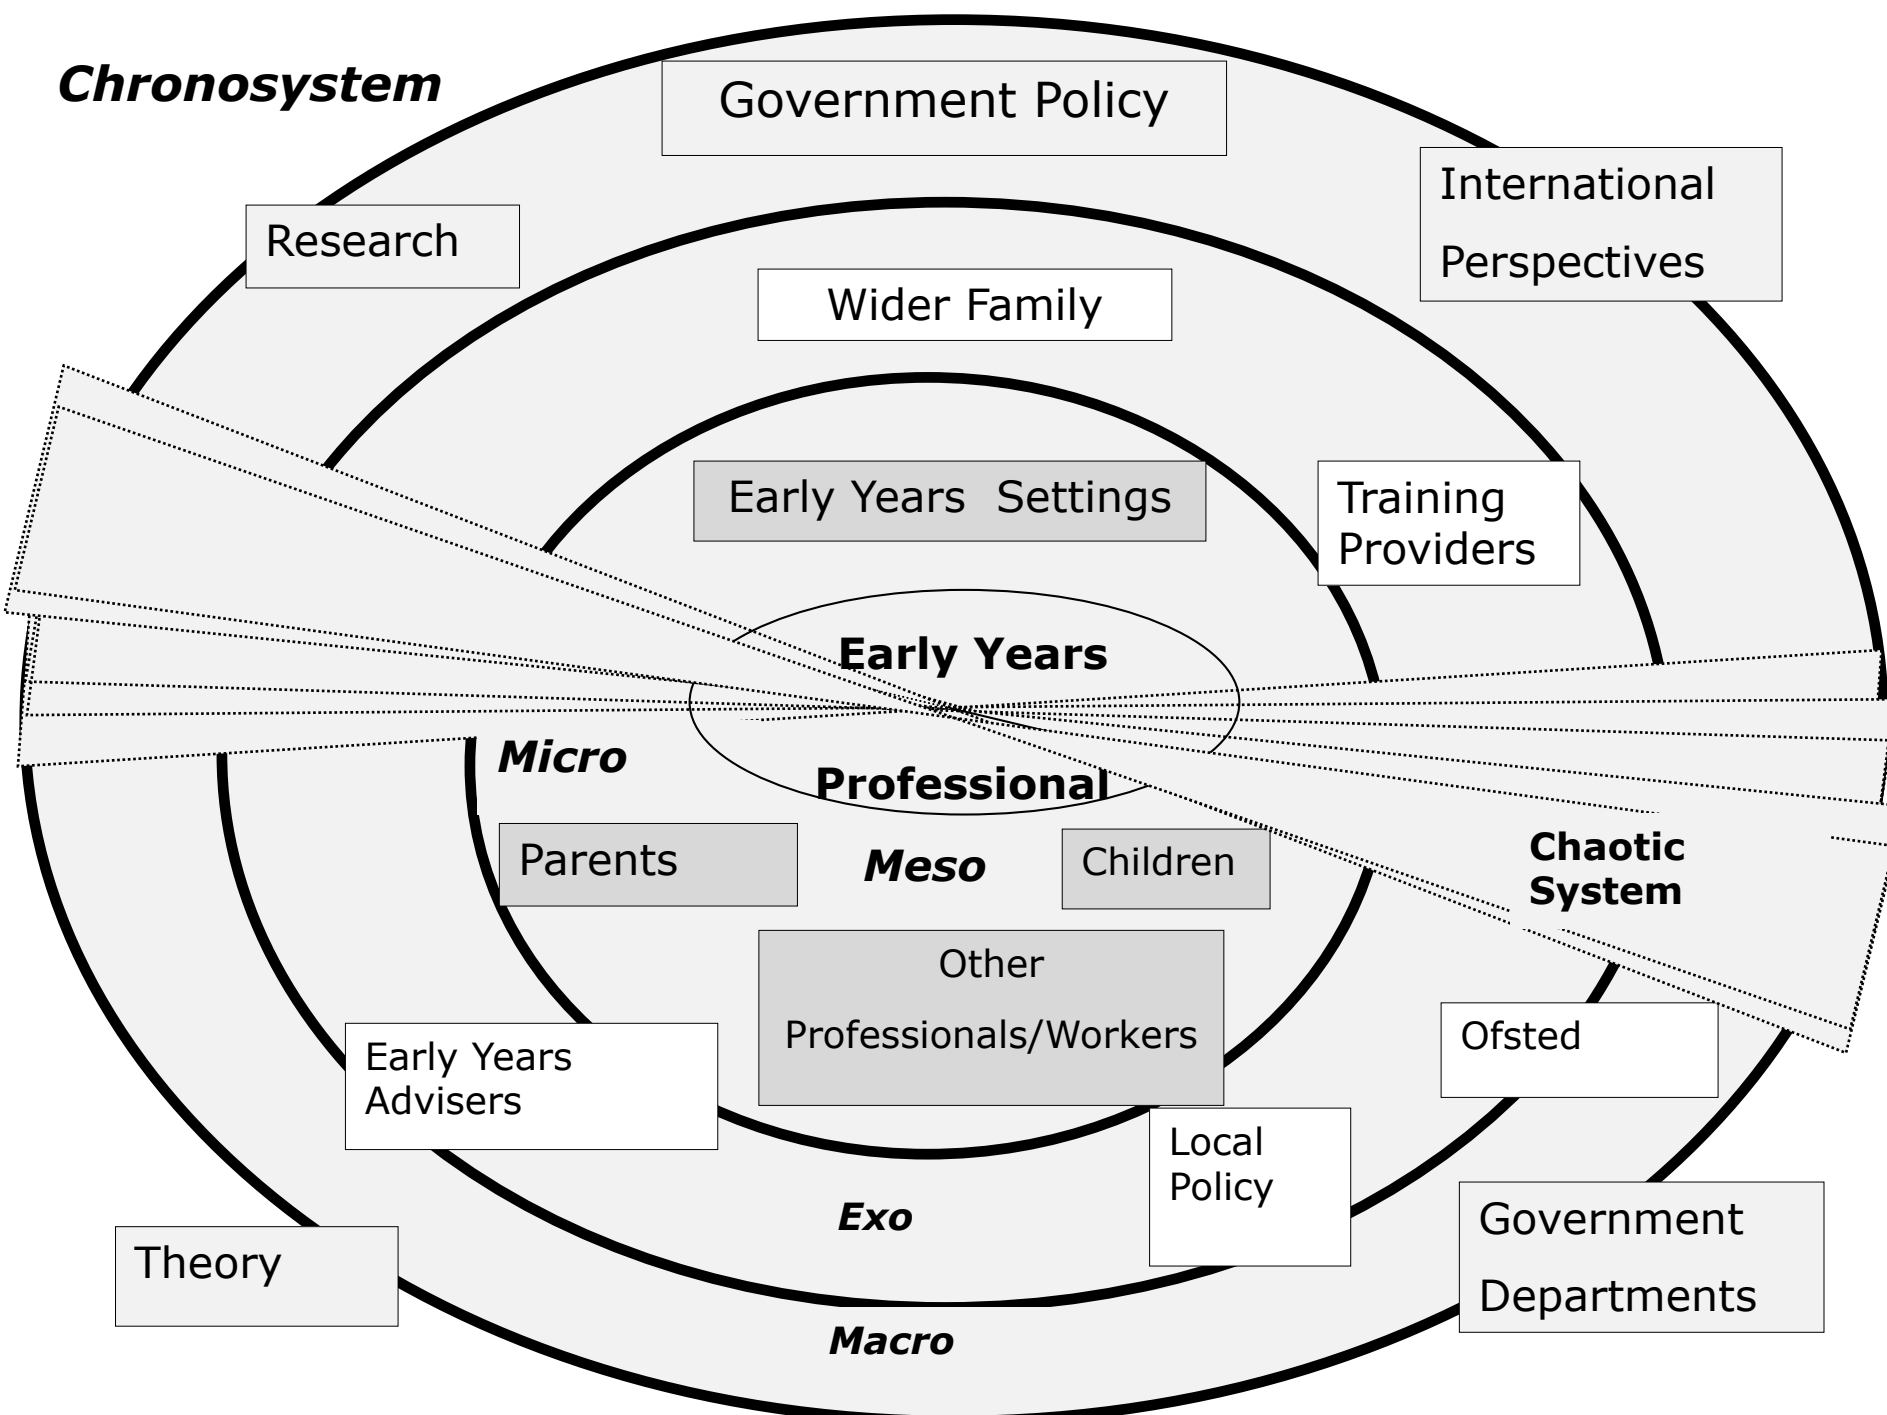 Chronosystem
Government Policy
International
Perspectives
Research
Wider Family
Early Years  Settings
Training
Providers
Early Years
Professional
Micro
Parents
Meso
Children
Chaotic
System
Other
Professionals/Workers
Ofsted
Early Years
Advisers
Local
Policy
Exo
Government
Departments
Theory
Macro